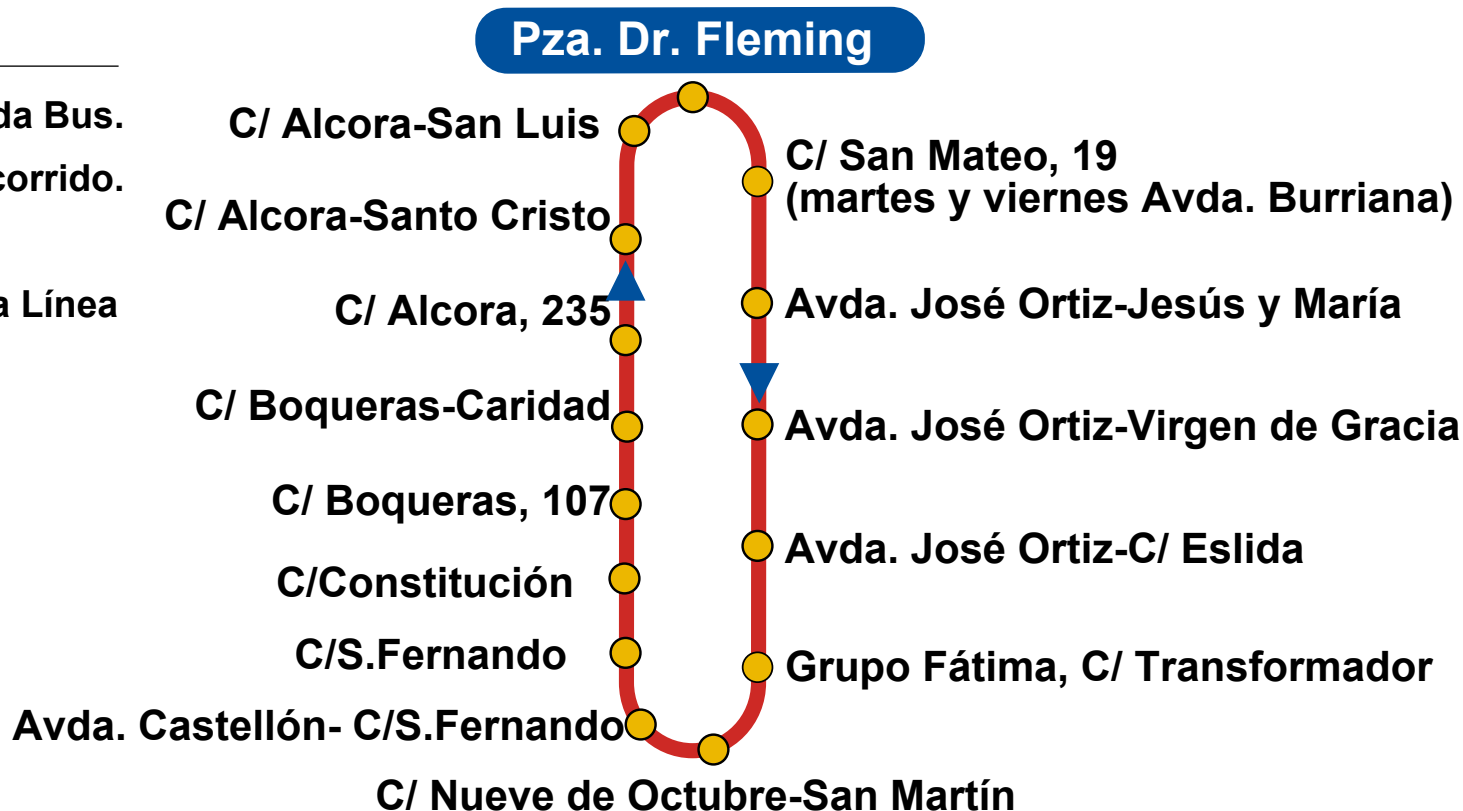 Pza. Dr. Fleming
da Bus.
corrido.
a Línea
C/ Alcora-San Luis
C/ Alcora-Santo Cristo
C/ Alcora, 235
C/ Boqueras-Caridad
C/ Boqueras, 107
C/Constitución
C/S.Fernando
Avda. Castellón- C/S.Fernando
C/ Nueve de Octubre-San Martín
C/ San Mateo, 19
(martes y viernes Avda. Burriana)
Avda. José Ortiz-Jesús y María
Avda. José Ortiz-Virgen de Gracia
Avda. José Ortiz-C/ Eslida
Grupo Fátima, C/ Transformador